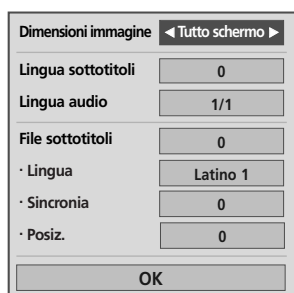 Dimensioni immagine ◄ Tutto schermo ►
Lingua sottotitoli 0
Lingua audio 1/1
File sottotitoli 0
· Lingua Latino 1
· Sincronia 0
· Posiz. 0
OK